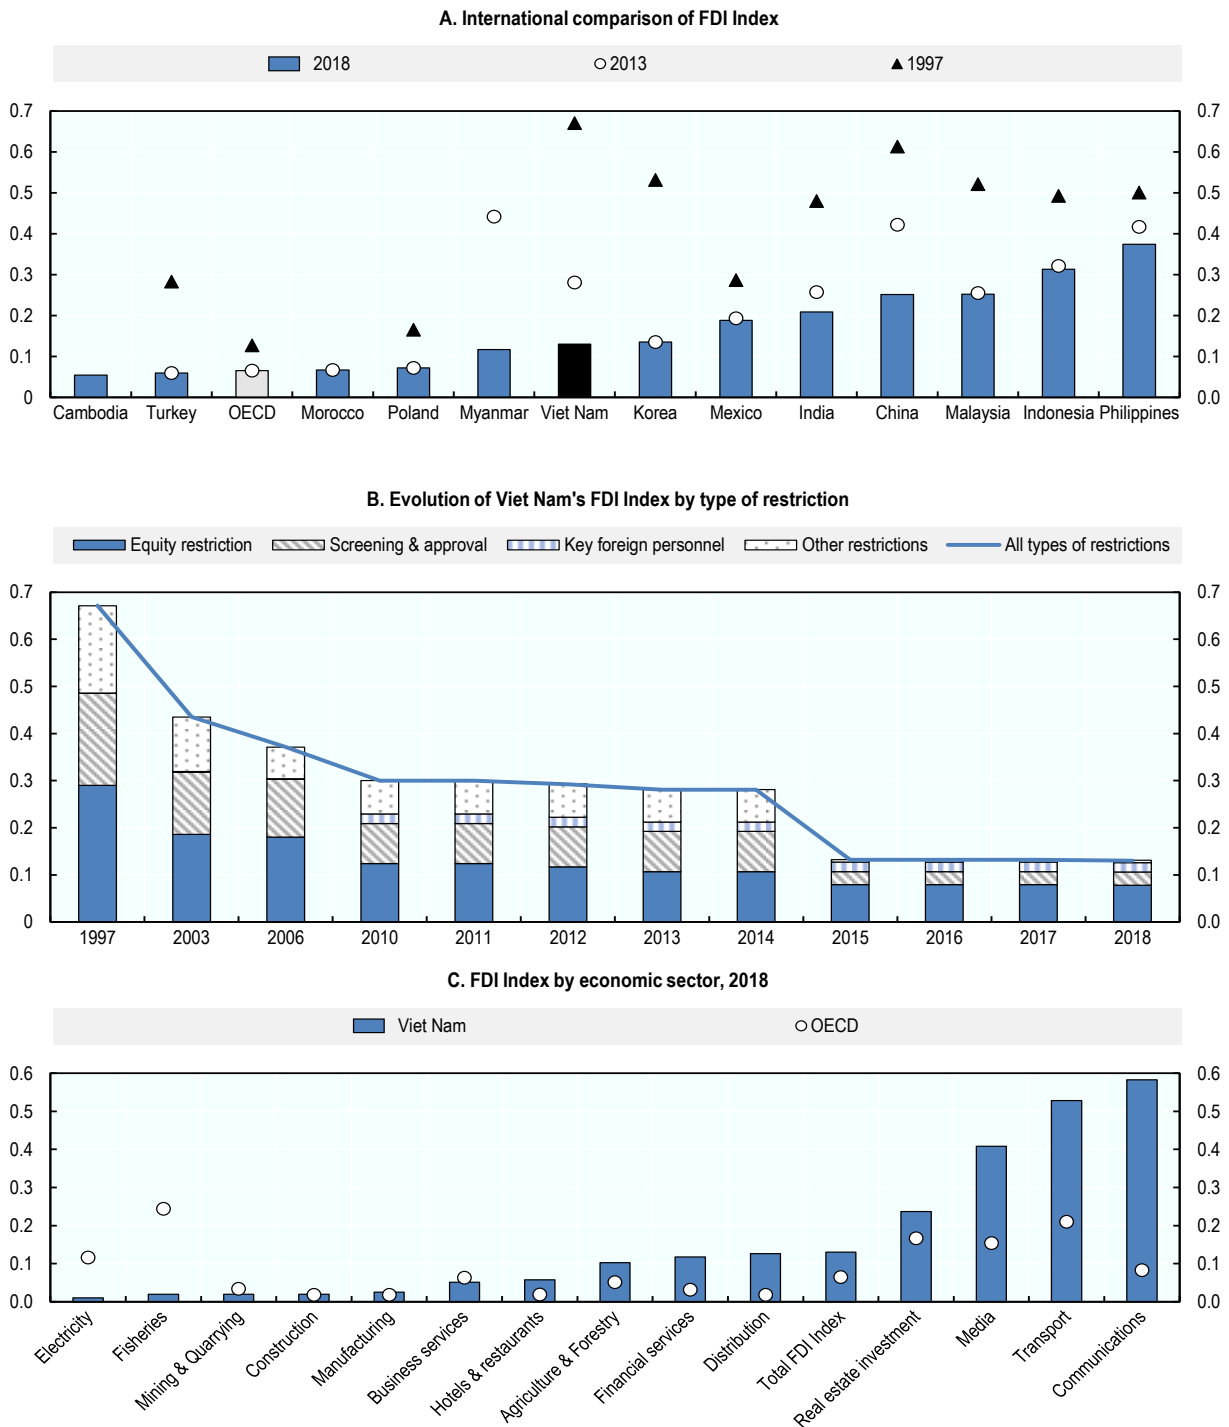 A. International comparison of FDI Index
2018 2013 1997
0.7 0.7
0.6 0.6
0.5 0.5
0.4 0.4
0.3 0.3
0.2 0.2
0.1 0.1
0 0.0
Cambodia Turkey OECD Morocco Poland Myanmar Viet Nam Korea Mexico India China Malaysia Indonesia Philippines
B. Evolution of Viet Nam's FDI Index by type of restriction
Equity restriction Screening & approval Key foreign personnel Other restrictions All types of restrictions
0.7 0.7
0.6 0.6
0.5 0.5
0.4 0.4
0.3 0.3
0.2 0.2
0.1 0.1
0 0.0
1997 2003 2006 2010 2011 2012 2013 2014 2015 2016 2017 2018
C. FDI Index by economic sector, 2018
Viet Nam OECD
0.6 0.6
0.5 0.5
0.4 0.4
0.3 0.3
0.2 0.2
0.1 0.1
0.0 0.0
Electricity Fisheries Mining & Quarrying Construction Manufacturing Business services Hotels & restaurants Agriculture & Forestry Financial services Distribution Total FDI Index Real estate investment Media Transport Communications